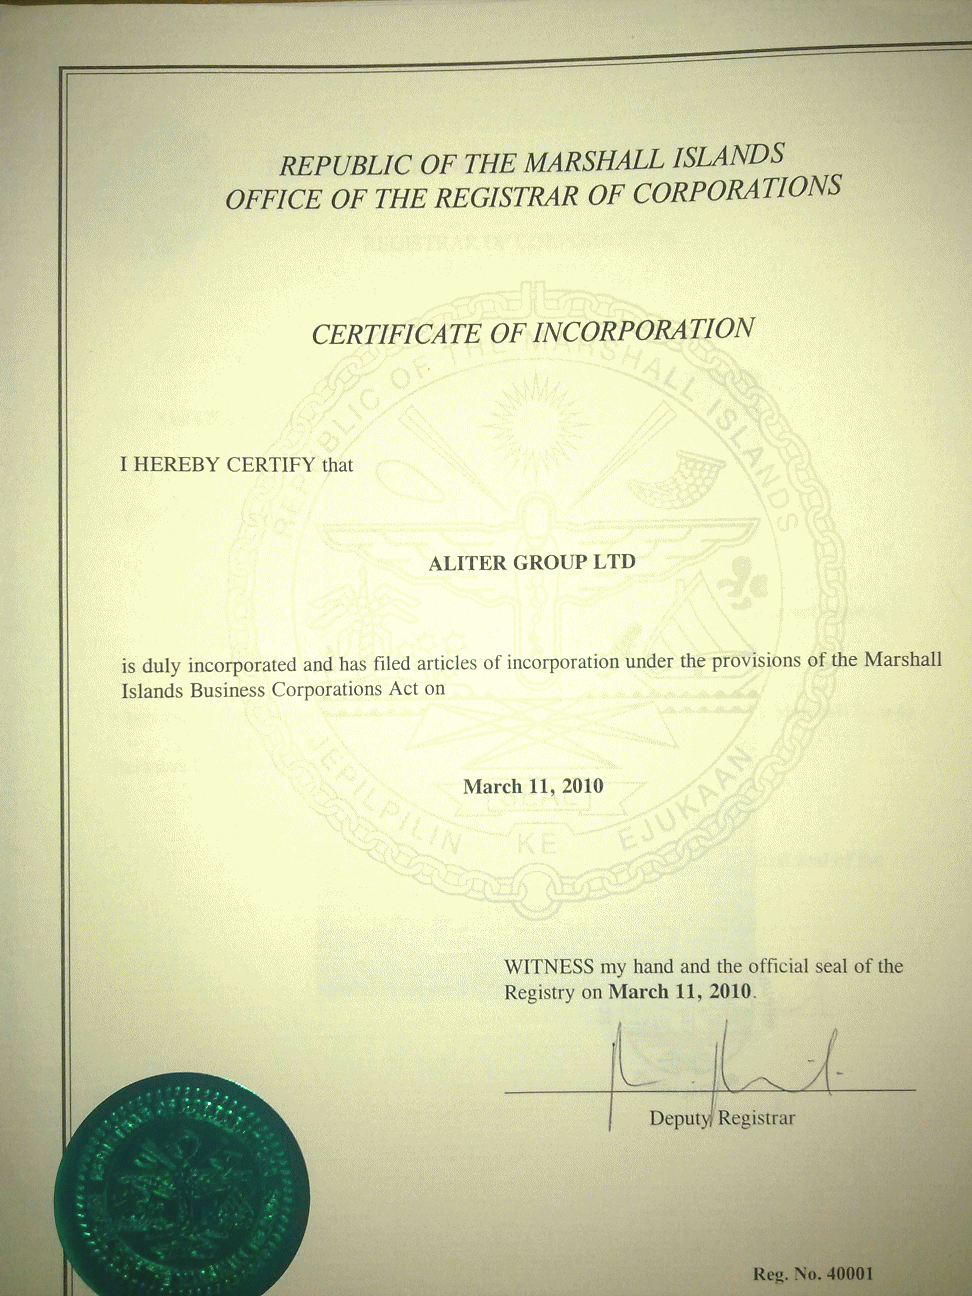 REPUBLIC OF THE MARSHALL ISLANDS
OFFICE OF THE REGISTRAR OF CORPORATIONS
CERTIFICATE OF INCORPORATION
REPUBLIC OF THE MARSHALL ISLANDS
I HEREBY CERTIFY that
ALITER GROUP LTD
is duly incorporated and has filed articles of incorporation under the provisions of the Marshall
Islands Business Corporations Act on
March 11, 2010
SEAL
JEPILPILIN KE EJUKAAN
WITNESS my hand and the official seal of the
Registry on March 11, 2010.
Deputy Registrar
Reg. No. 40001